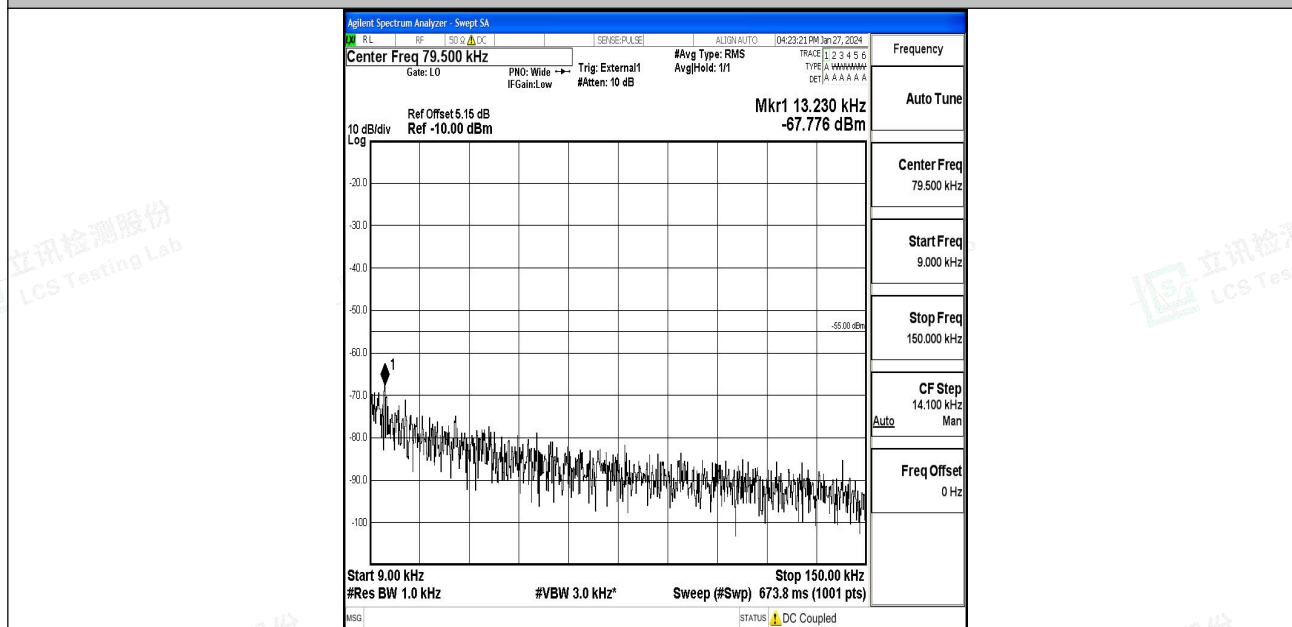 Agilent Spectrum Analyzer - Swept SA
RL RF 50 Ω DC SENSE:PULSE ALIGN AUTO 04:23:21 PM Jan 27, 2024
Center Freq 79.500 kHz
Gate: LO
PNO: Wide
IFGain:Low
Trig: External1
#Atten: 10 dB
#Avg Type: RMS
Avg|Hold: 1/1
TRACE 1 2 3 4 5 6
TYPE A WWWWW
DET A A A A A A
Mkr1 13.230 kHz
-67.776 dBm
Ref Offset 5.15 dB
10 dB/div Ref -10.00 dBm
Log
-20.0
-30.0
-40.0
-50.0
-55.00 dBm
-60.0
1
-70.0
-80.0
-90.0
-100
Start 9.00 kHz Stop 150.00 kHz
#Res BW 1.0 kHz #VBW 3.0 kHz* Sweep (#Swp) 673.8 ms (1001 pts)
MSG STATUS DC Coupled
Frequency
Auto Tune
Center Freq
79.500 kHz
Start Freq
9.000 kHz
Stop Freq
150.000 kHz
CF Step
14.100 kHz
Auto Man
Freq Offset
0 Hz
立讯检测股份
LCS Testing Lab
立讯检测
LCS Test